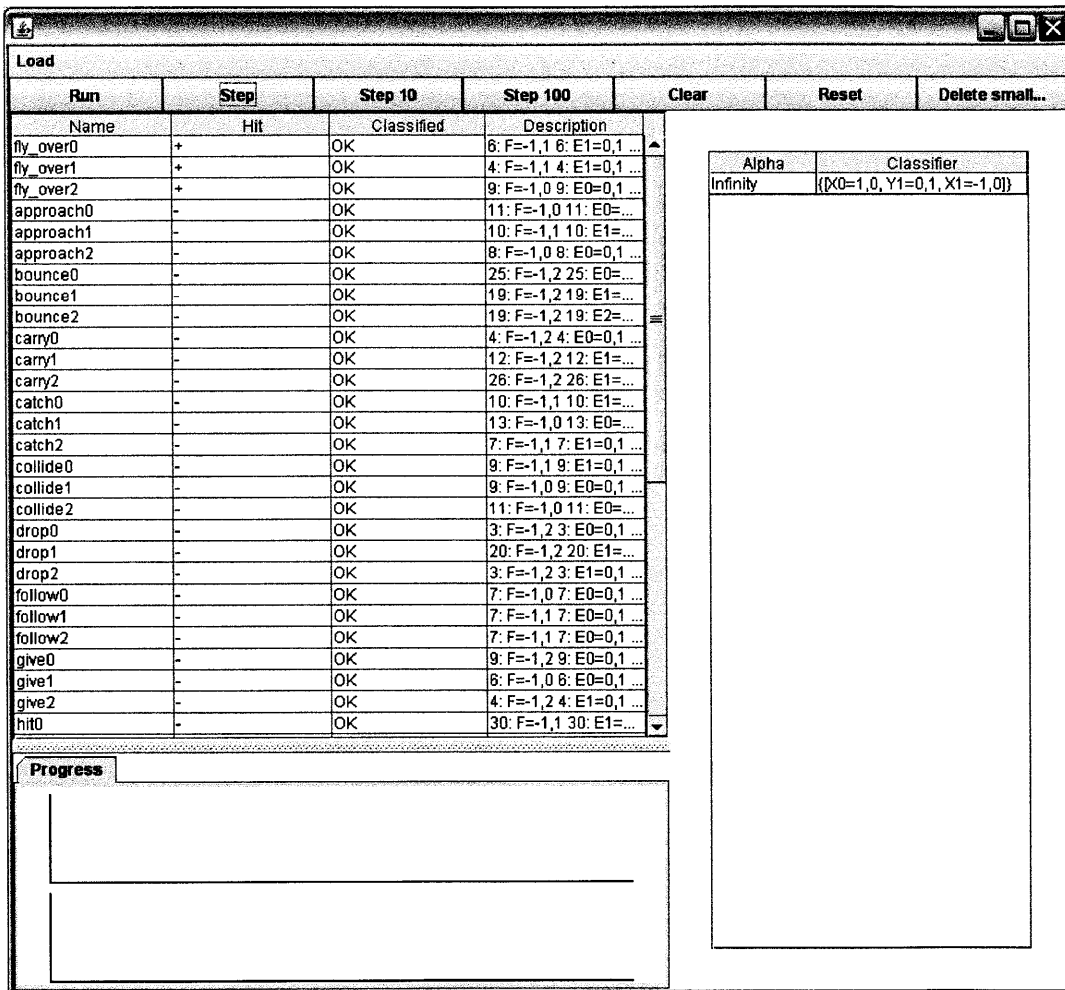 Load
Run Step Step 10 Step 100 Clear Reset Delete small...
Name Hit Classified Description
fly_over0 + OK 6: F=-1,1 6: E1=0,1 ...
fly_over1 + OK 4: F=-1,1 4: E1=0,1 ...
fly_over2 + OK 9: F=-1,0 9: E0=0,1 ...
approach0 - OK 11: F=-1,0 11: E0=...
approach1 - OK 10: F=-1,1 10: E1=...
approach2 - OK 8: F=-1,0 8: E0=0,1 ...
bounce0 - OK 25: F=-1,2 25: E0=...
bounce1 - OK 19: F=-1,2 19: E1=...
bounce2 - OK 19: F=-1,2 19: E2=...
carry0 - OK 4: F=-1,2 4: E0=0,1 ...
carry1 - OK 12: F=-1,2 12: E1=...
carry2 - OK 26: F=-1,2 26: E1=...
catch0 - OK 10: F=-1,1 10: E1=...
catch1 - OK 13: F=-1,0 13: E0=...
catch2 - OK 7: F=-1,1 7: E1=0,1 ...
collide0 - OK 9: F=-1,1 9: E1=0,1 ...
collide1 - OK 9: F=-1,0 9: E0=0,1 ...
collide2 - OK 11: F=-1,0 11: E0=...
drop0 - OK 3: F=-1,2 3: E0=0,1 ...
drop1 - OK 20: F=-1,2 20: E1=...
drop2 - OK 3: F=-1,2 3: E1=0,1 ...
follow0 - OK 7: F=-1,0 7: E0=0,1 ...
follow1 - OK 7: F=-1,1 7: E0=0,1 ...
follow2 - OK 7: F=-1,1 7: E0=0,1 ...
give0 - OK 9: F=-1,2 9: E0=0,1 ...
give1 - OK 6: F=-1,0 6: E0=0,1 ...
give2 - OK 4: F=-1,2 4: E1=0,1 ...
hit0 - OK 30: F=-1,1 30: E1=...
Alpha Classifier
Infinity {[X0=1,0, Y1=0,1, X1=-1,0]}
Progress